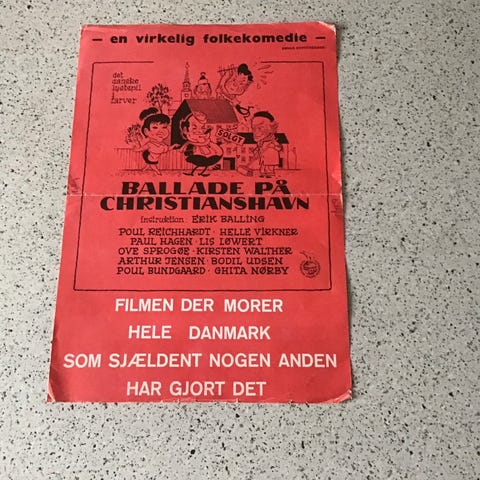 — en virkelig folkekomedie —
det
danske
lystspil
i
farver
SOLGT
BALLADE PÅ
CHRISTIANSHAVN
Instruktion: ERIK BALLING
POUL REICHHARDT · HELLE VIRKNER
PAUL HAGEN · LIS LØWERT
OVE SPROGØE · KIRSTEN WALTHER
ARTHUR JENSEN · BODIL UDSEN
POUL BUNDGAARD · GHITA NØRBY
FILMEN DER MORER
HELE DANMARK
SOM SJÆLDENT NOGEN ANDEN
HAR GJORT DET